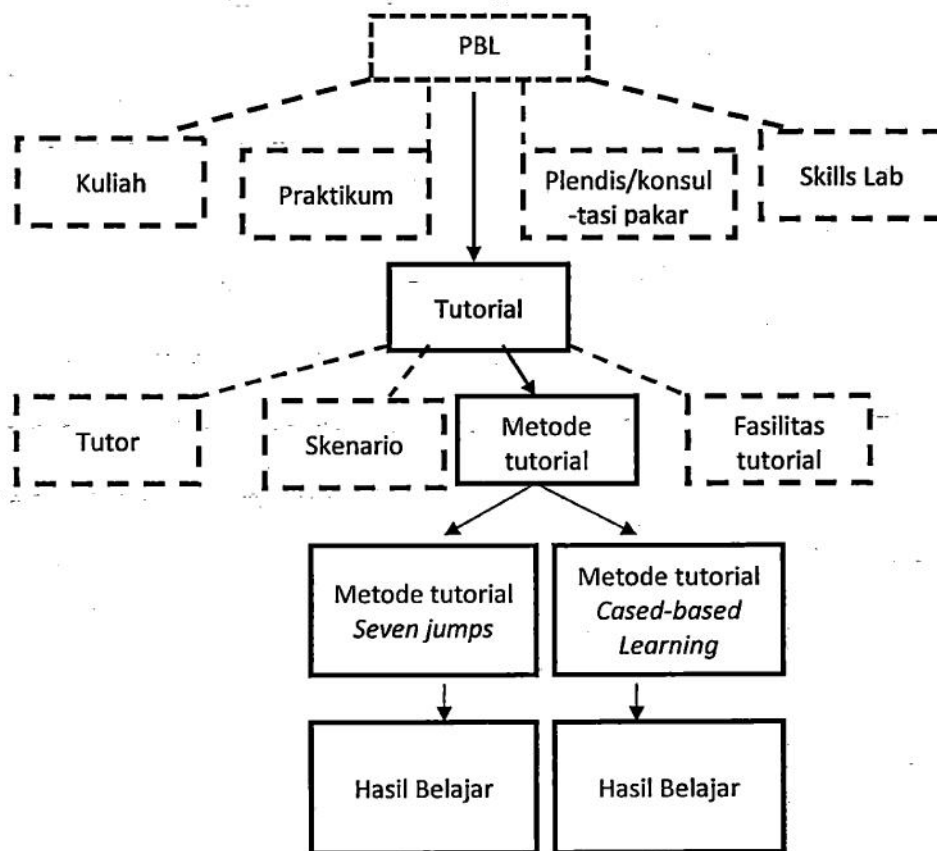 PBL
Kuliah
Praktikum
Plendis/konsul
-tasi pakar
Skills Lab
Tutorial
Tutor
Skenario
Metode
tutorial
Fasilitas
tutorial
Metode tutorial
Seven jumps
Metode tutorial
Cased-based
Learning
Hasil Belajar
Hasil Belajar